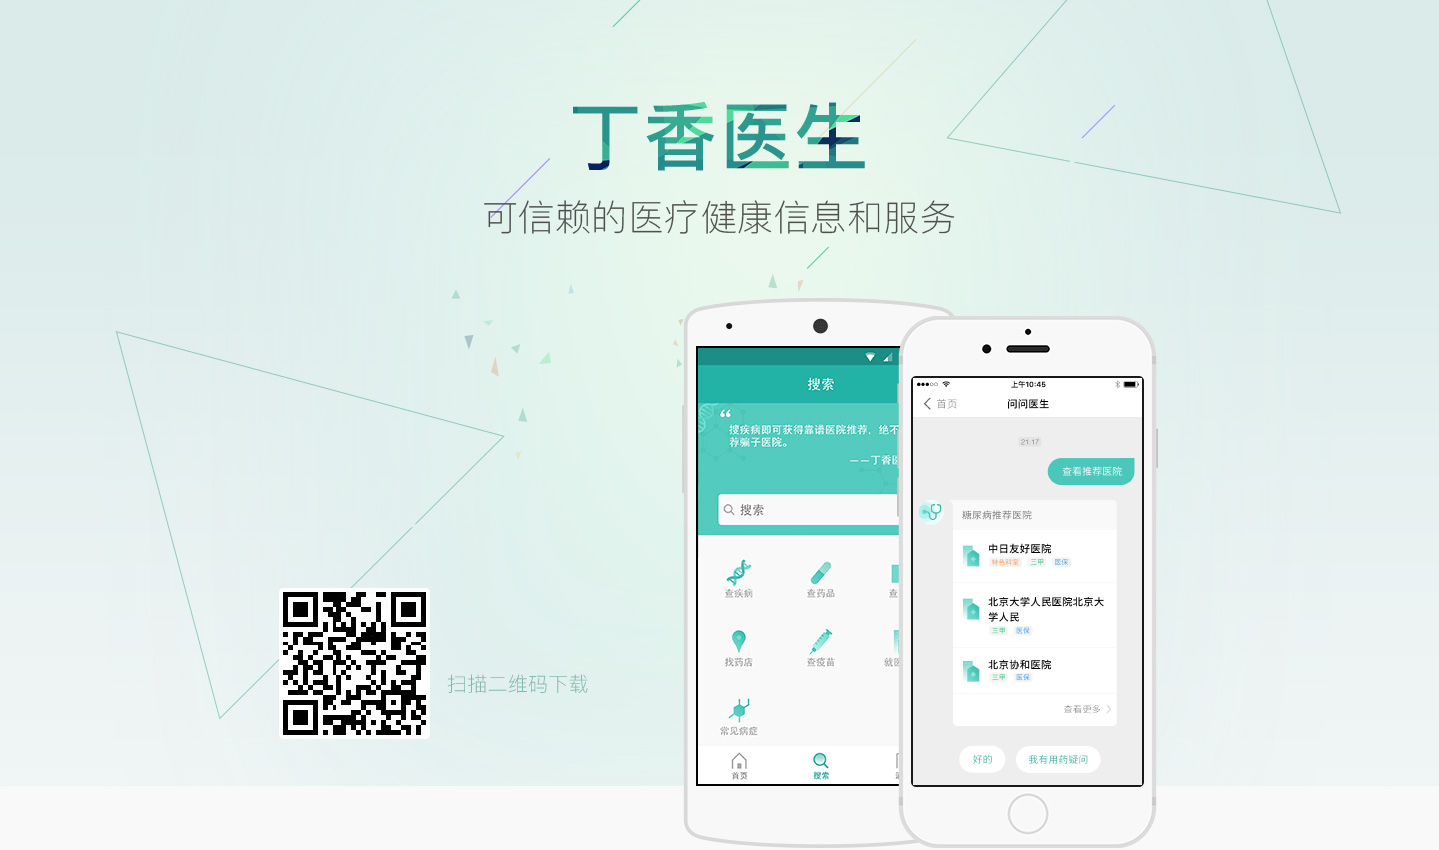 丁香医生
可信赖的医疗健康信息和服务
扫描二维码下载
搜索
“
搜疾病即可获得靠谱医院推荐，绝不
荐骗子医院。
——丁香医
搜索
查疾病
查药品
查
找药店
查疫苗
就医
常见病症
首页
搜索
上午10:45
首页
问问医生
21:17
查看推荐医院
糖尿病推荐医院
中日友好医院
特色科室 三甲 医保
北京大学人民医院北京大
学人民
三甲 医保
北京协和医院
三甲 医保
查看更多
好的
我有用药疑问